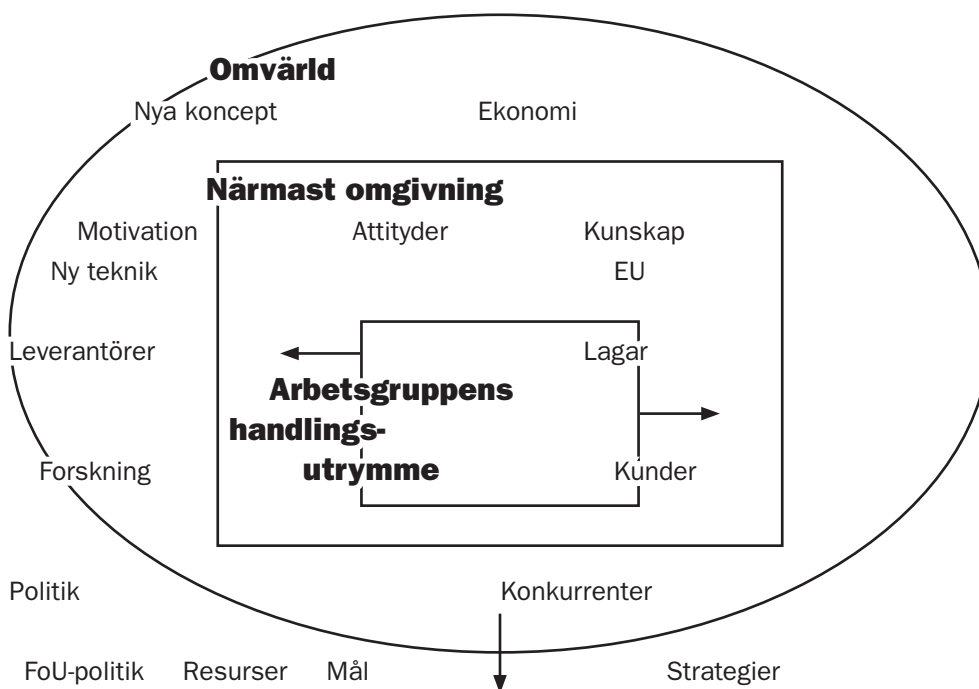 Omvärld
Nya koncept Ekonomi
Närmast omgivning
Motivation Attityder Kunskap
Ny teknik EU
Leverantörer Lagar
Arbetsgruppens
handlings-
utrymme
Forskning Kunder
Politik Konkurrenter
FoU-politik Resurser Mål Strategier